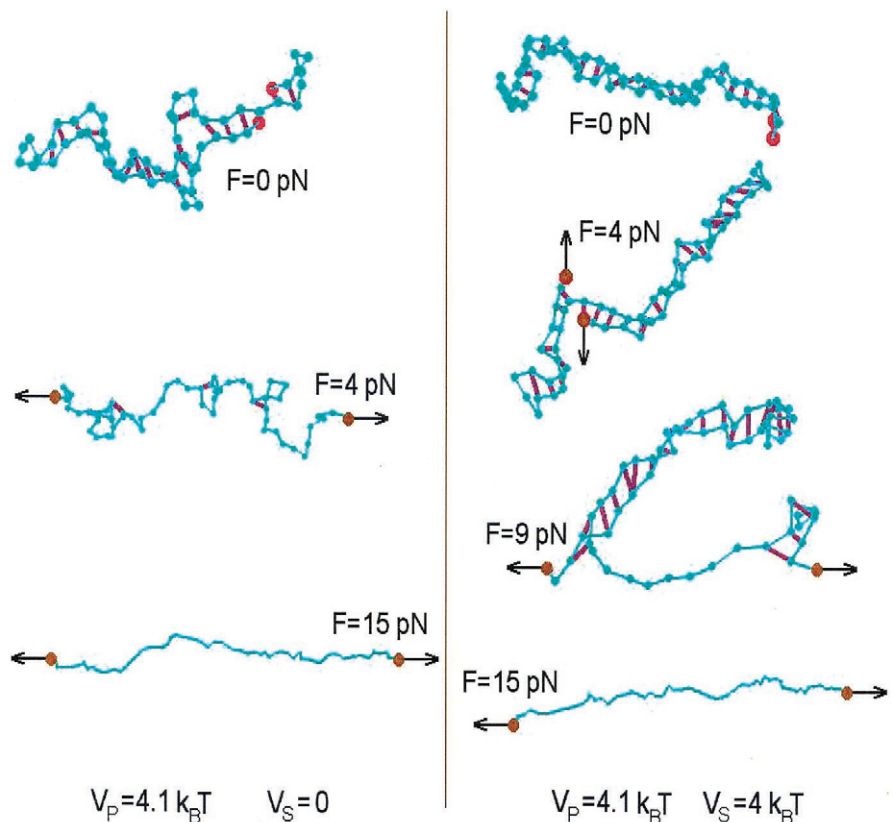 F=0 pN
F=4 pN
F=15 pN
V_P=4.1 k_BT V_S=0
F=0 pN
F=4 pN
F=9 pN
F=15 pN
V_P=4.1 k_BT V_S=4 k_BT